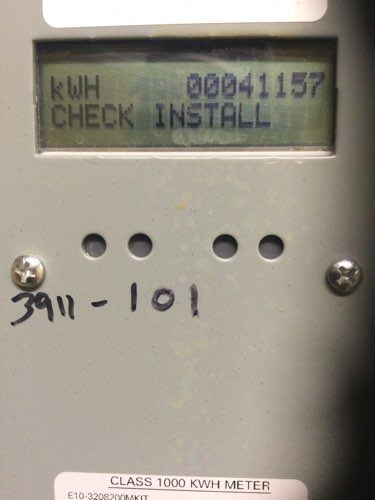 kWH 00041157
CHECK INSTALL
3911-101
CLASS 1000 KWH METER
E10-3208200MKIT